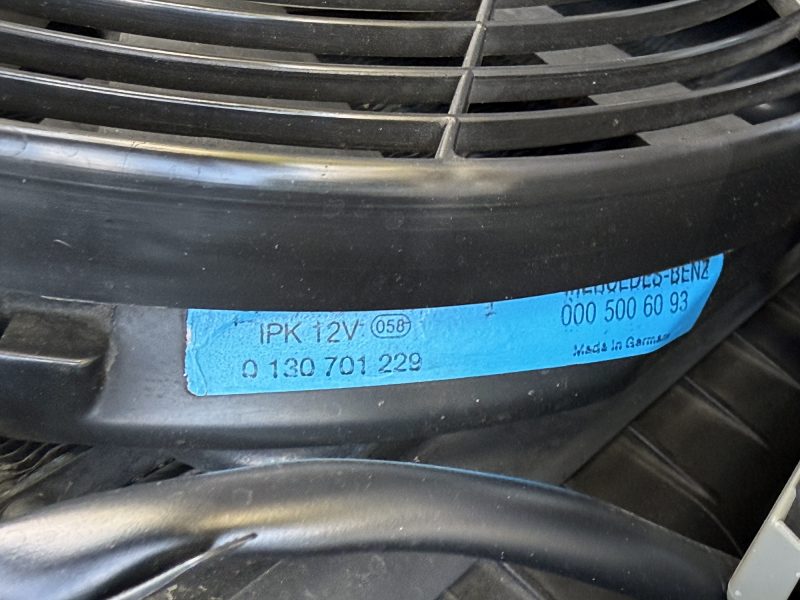 MERCEDES-BENZ
IPK 12V 058
000 500 60 93
0 130 701 229
Made in Germany